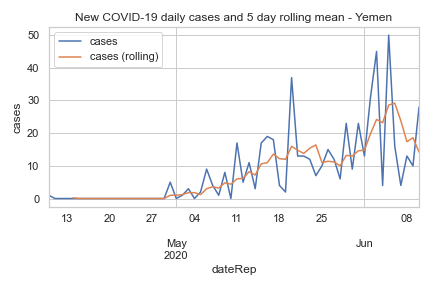 New COVID-19 daily cases and 5 day rolling mean - Yemen
cases
cases (rolling)
50
40
30
20
10
0
cases
13 20 27 04 11 18 25 08
May Jun
2020
dateRep